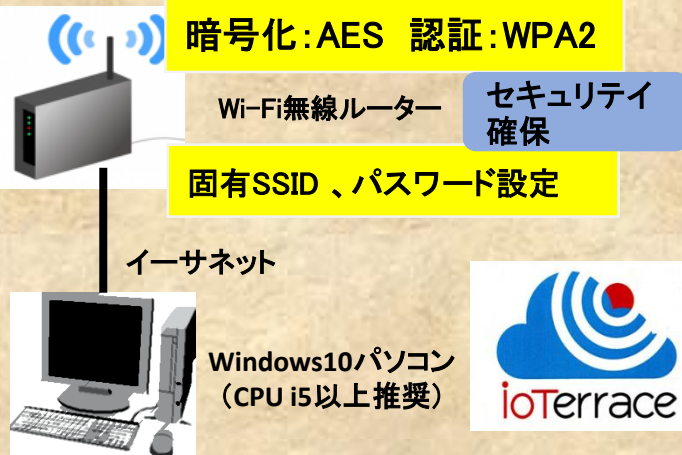 暗号化：AES 認証：WPA2
Wi-Fi無線ルーター
セキュリテイ
確保
固有SSID 、パスワード設定
イーサネット
Windows10パソコン
（CPU i5以上推奨）
ioTerrace